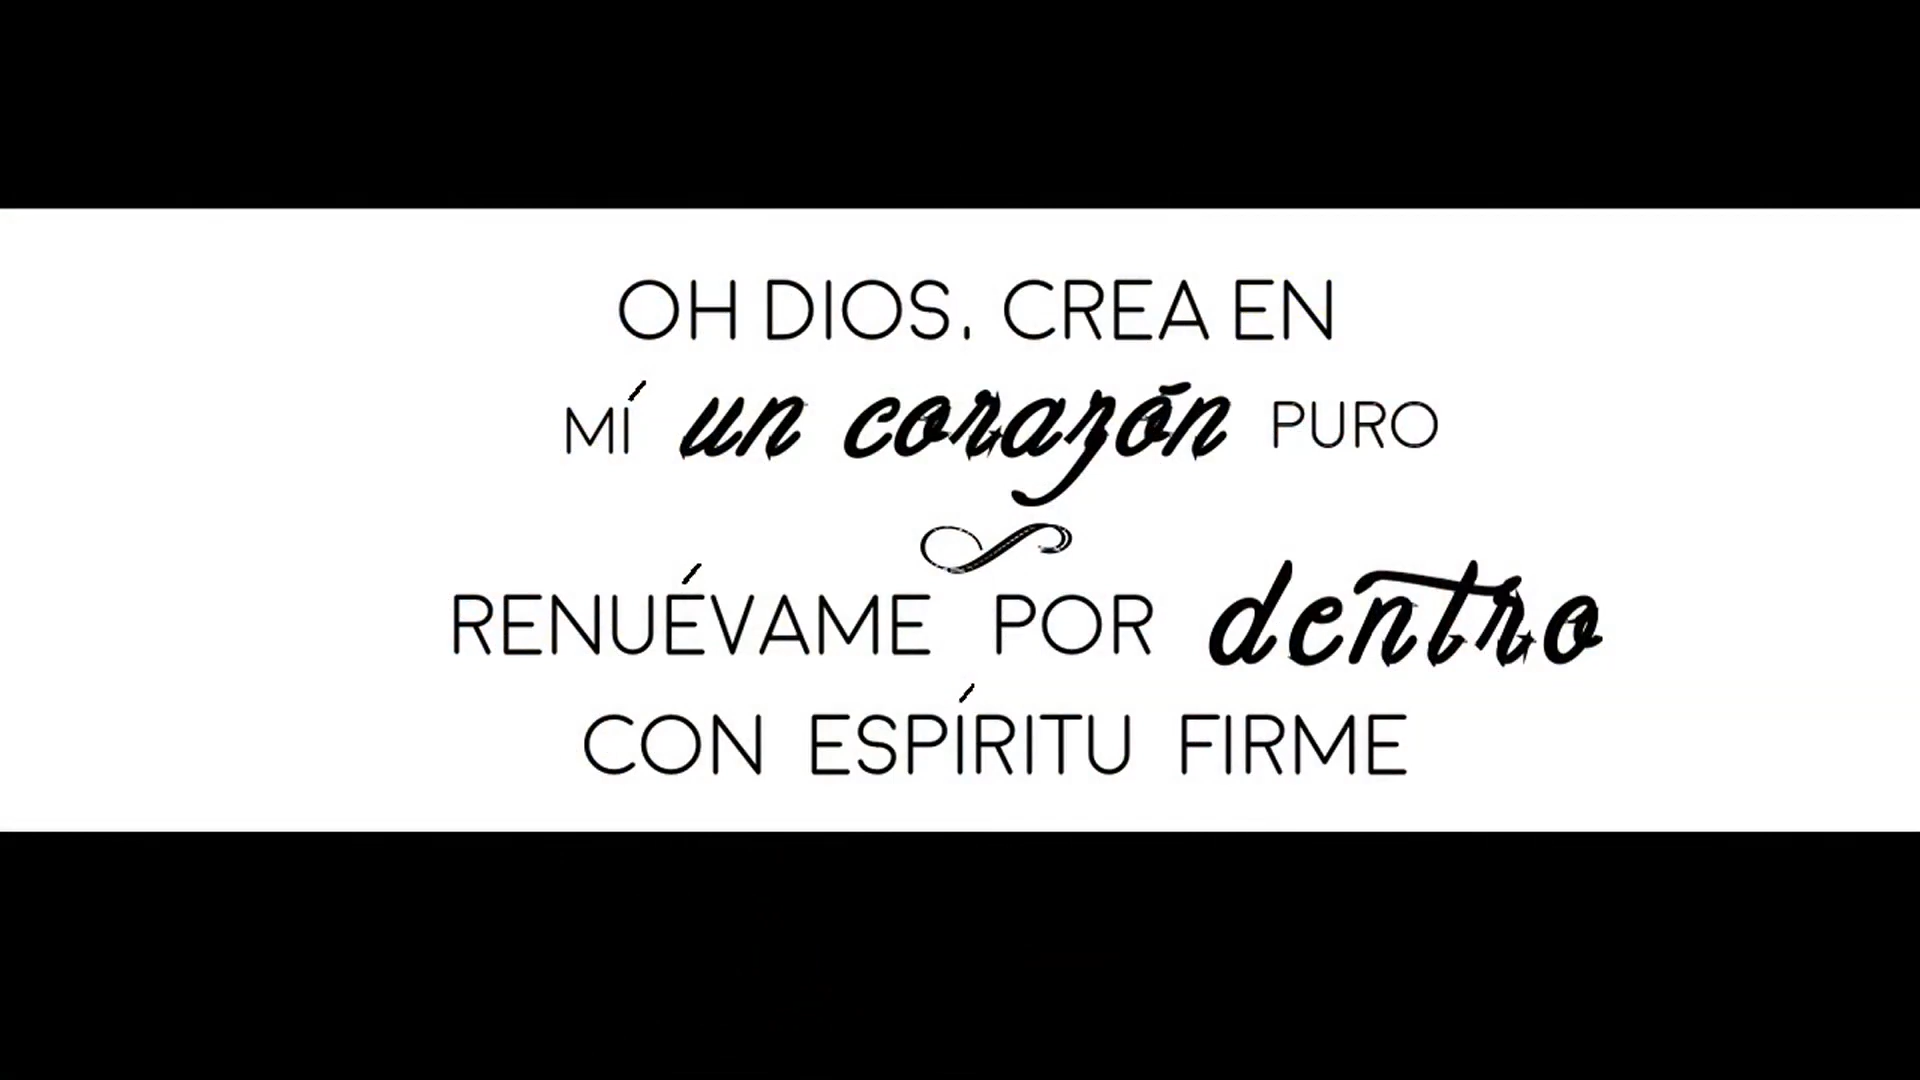 OH DIOS, CREA EN
MÍ un corazón PURO
RENUÉVAME POR dentro
CON ESPÍRITU FIRME